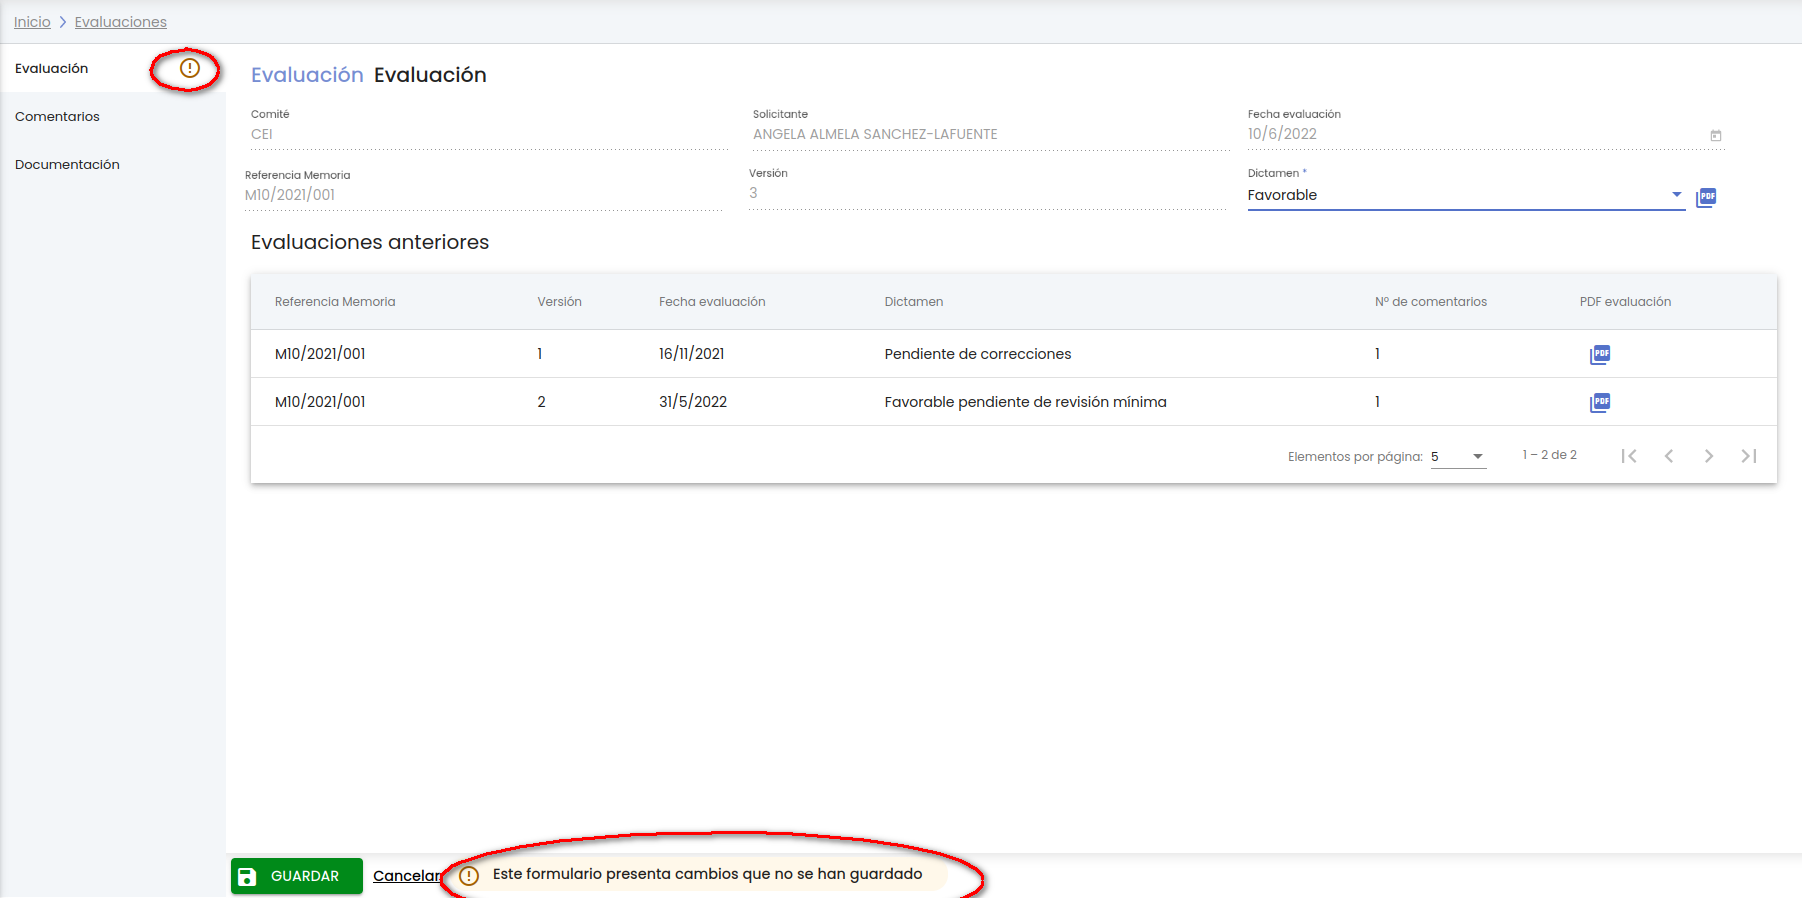 Inicio > Evaluaciones
Evaluación
Comentarios
Documentación
Evaluación Evaluación
Comité
CEI
Solicitante
ANGELA ALMELA SANCHEZ-LAFUENTE
Fecha evaluación
10/6/2022
Referencia Memoria
M10/2021/001
Versión
3
Dictamen *
Favorable
PDF
Evaluaciones anteriores
Referencia Memoria Versión Fecha evaluación Dictamen Nº de comentarios PDF evaluación
M10/2021/001 1 16/11/2021 Pendiente de correcciones 1 PDF
M10/2021/001 2 31/5/2022 Favorable pendiente de revisión mínima 1 PDF
Elementos por página: 5 1 – 2 de 2
GUARDAR Cancelar Este formulario presenta cambios que no se han guardado